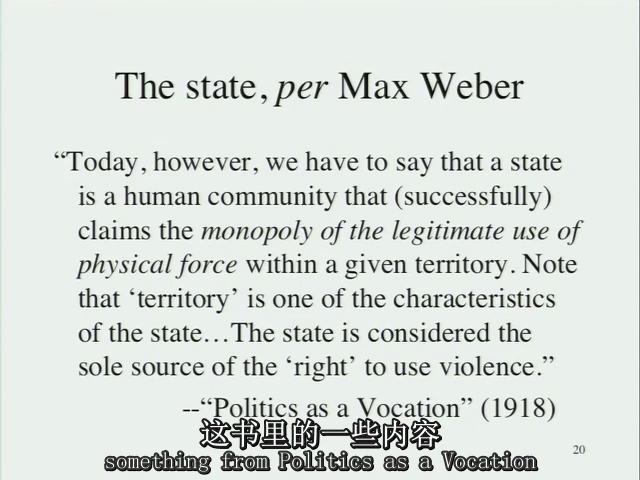 The state, per Max Weber
“Today, however, we have to say that a state
is a human community that (successfully)
claims the monopoly of the legitimate use of
physical force within a given territory. Note
that ‘territory’ is one of the characteristics
of the state…The state is considered the
sole source of the ‘right’ to use violence.”
--“Politics as a Vocation” (1918)
这书里的一些内容
something from Politics as a Vocation
20